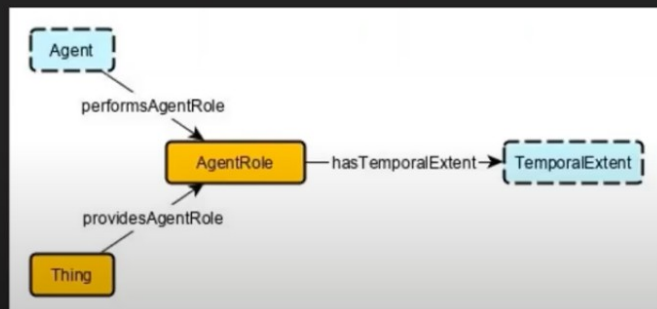 Agent
performsAgentRole
AgentRole
hasTemporalExtent
TemporalExtent
providesAgentRole
Thing